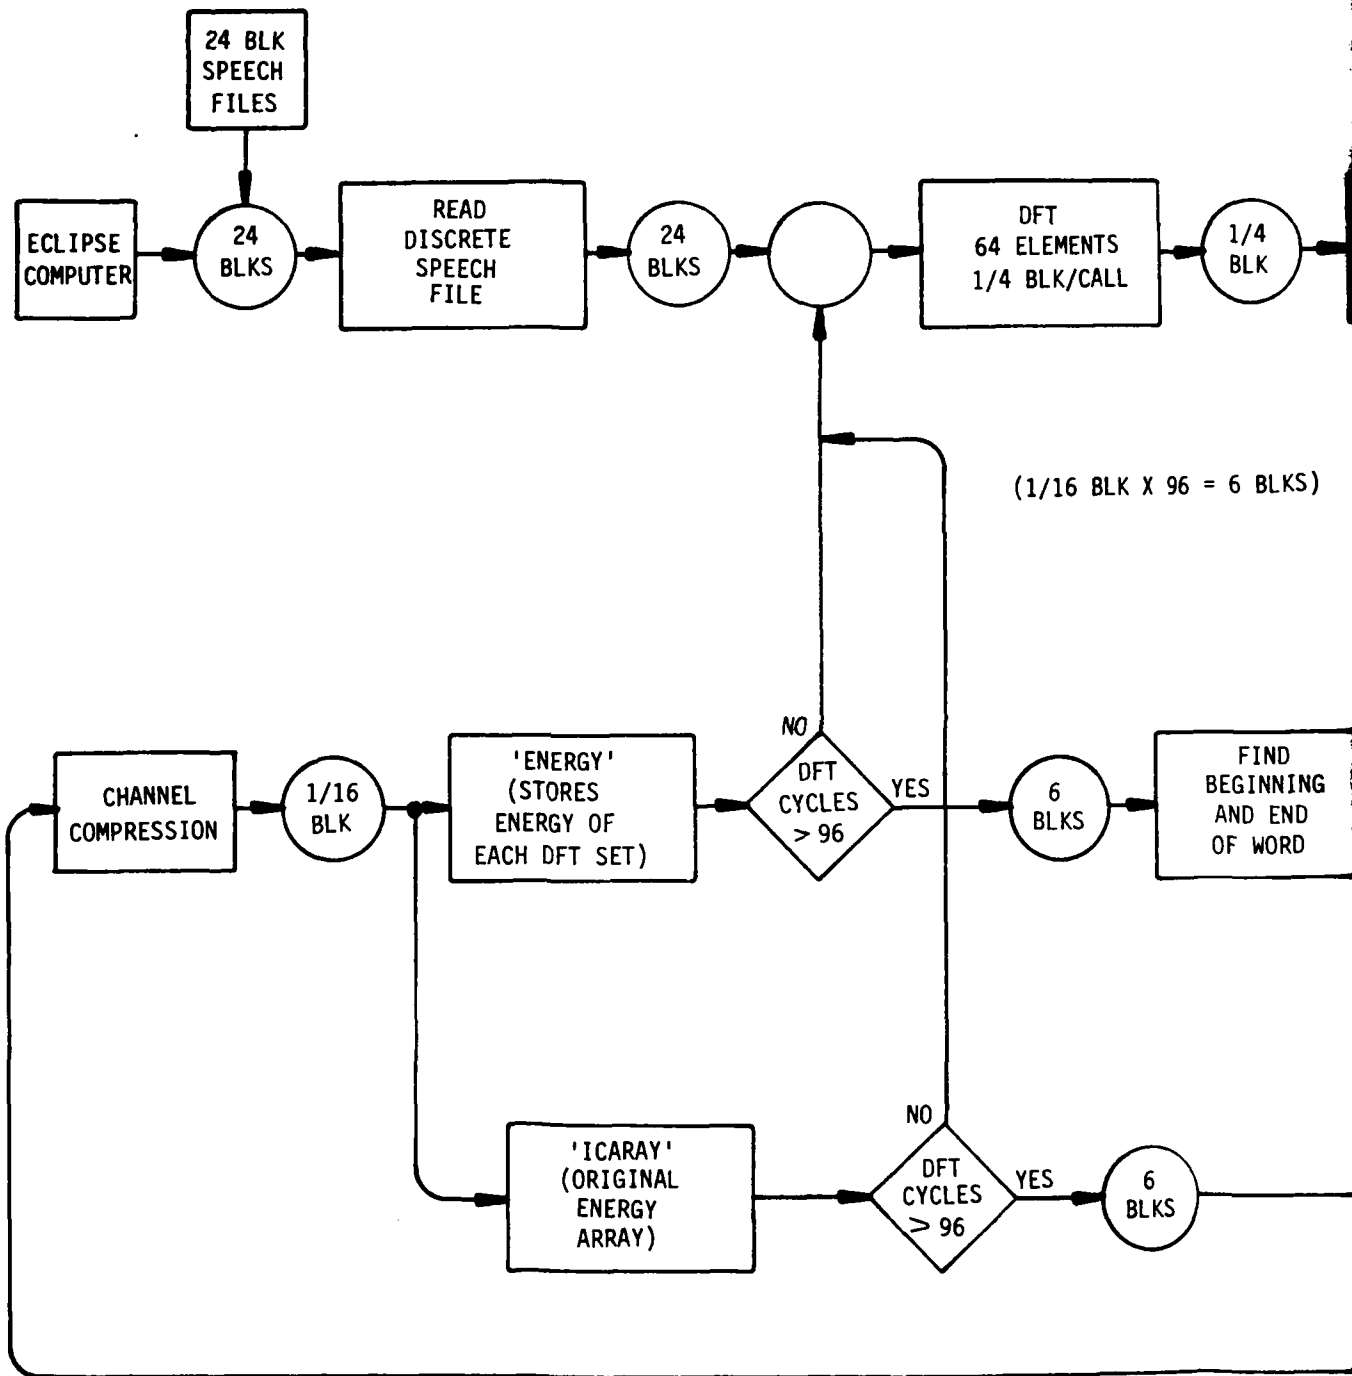 24 BLK
SPEECH
FILES
ECLIPSE
COMPUTER
24
BLKS
READ
DISCRETE
SPEECH
FILE
24
BLKS
DFT
64 ELEMENTS
1/4 BLK/CALL
1/4
BLK
(1/16 BLK X 96 = 6 BLKS)
CHANNEL
COMPRESSION
1/16
BLK
'ENERGY'
(STORES
ENERGY OF
EACH DFT SET)
NO
DFT
CYCLES
> 96
YES
6
BLKS
FIND
BEGINNING
AND END
OF WORD
'ICARAY'
(ORIGINAL
ENERGY
ARRAY)
NO
DFT
CYCLES
> 96
YES
6
BLKS